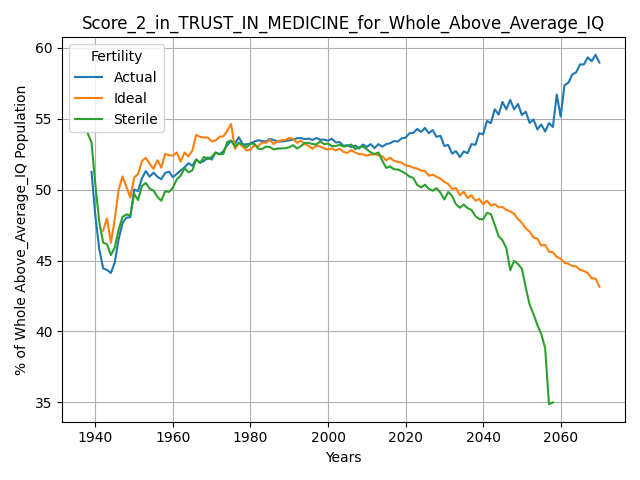 Score_2_in_TRUST_IN_MEDICINE_for_Whole_Above_Average_IQ
Fertility
Actual
Ideal
Sterile
% of Whole Above_Average_IQ Population
60
55
50
45
40
35
1940
1960
1980
2000
2020
2040
2060
Years